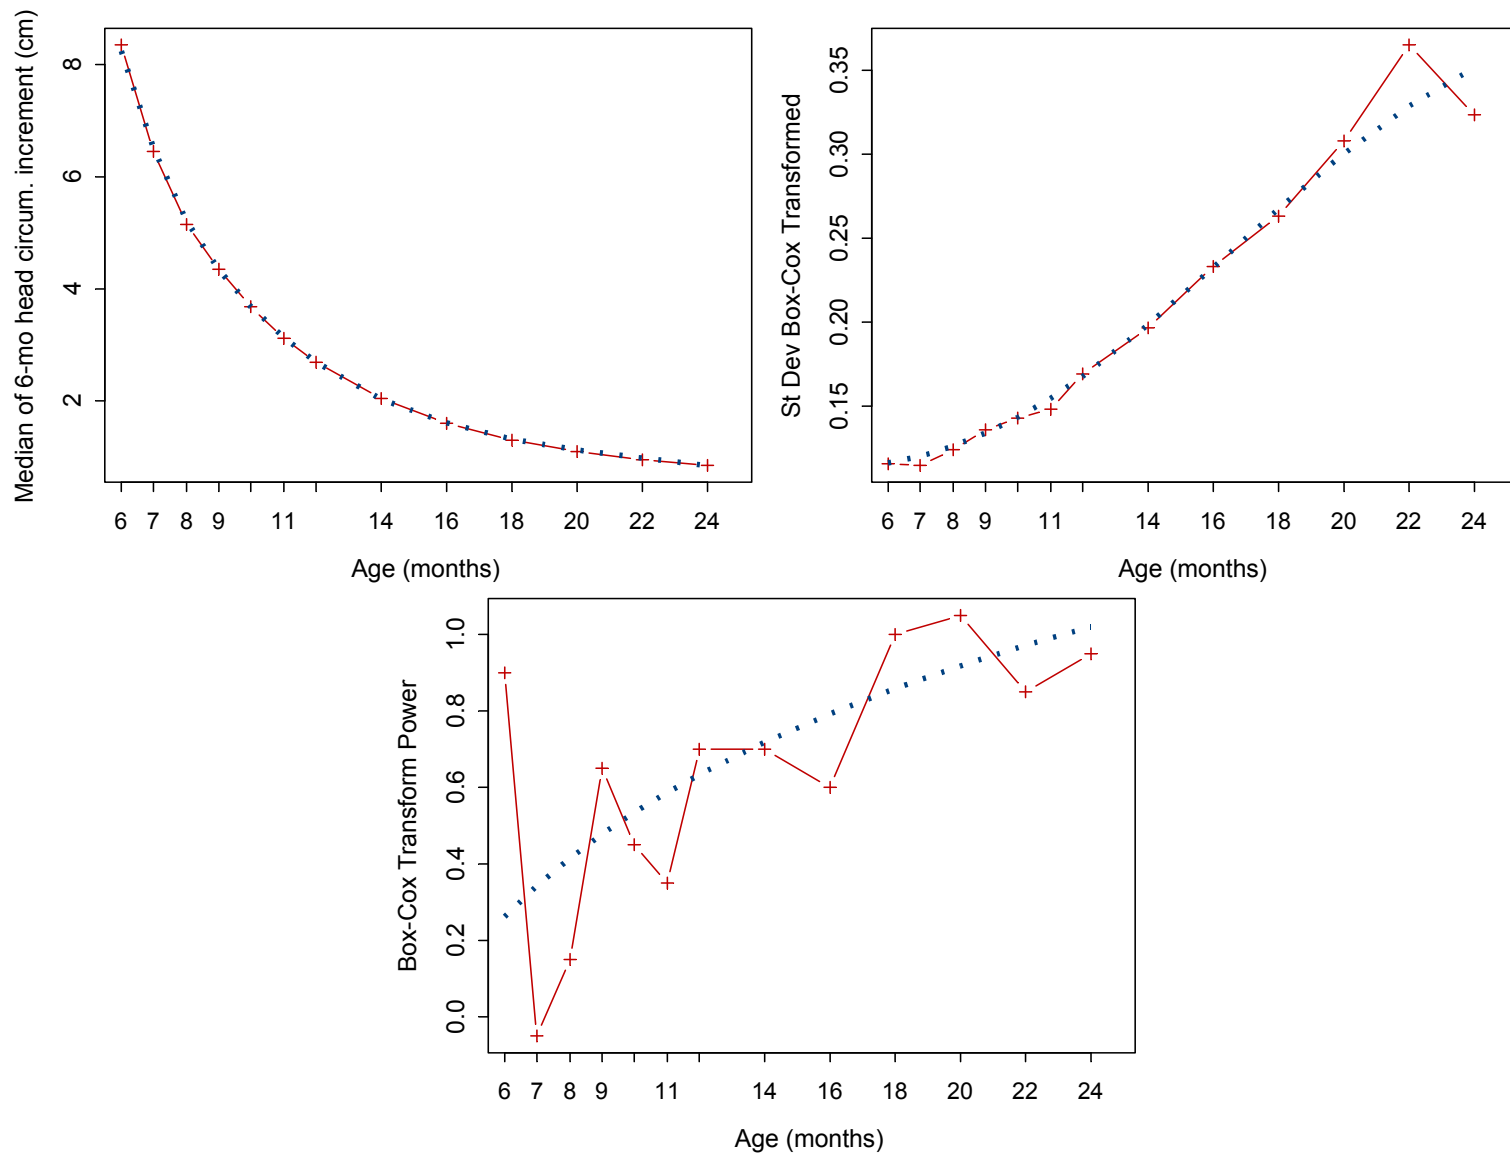 Median of 6-mo head circum. increment (cm)
8
6
4
2
6 7 8 9 11 14 16 18 20 22 24
Age (months)
St Dev Box-Cox Transformed
0.35
0.30
0.25
0.20
0.15
6 7 8 9 11 14 16 18 20 22 24
Age (months)
Box-Cox Transform Power
1.0
0.8
0.6
0.4
0.2
0.0
6 7 8 9 11 14 16 18 20 22 24
Age (months)